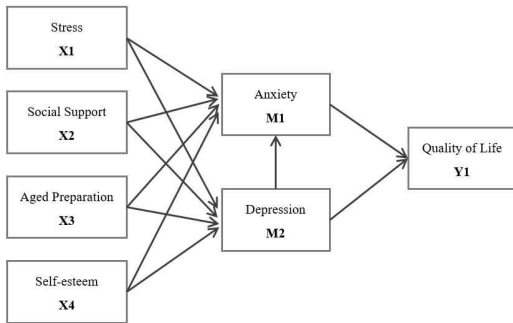 Stress
X1
Social Support
X2
Aged Preparation
X3
Self-esteem
X4
Anxiety
M1
Depression
M2
Quality of Life
Y1